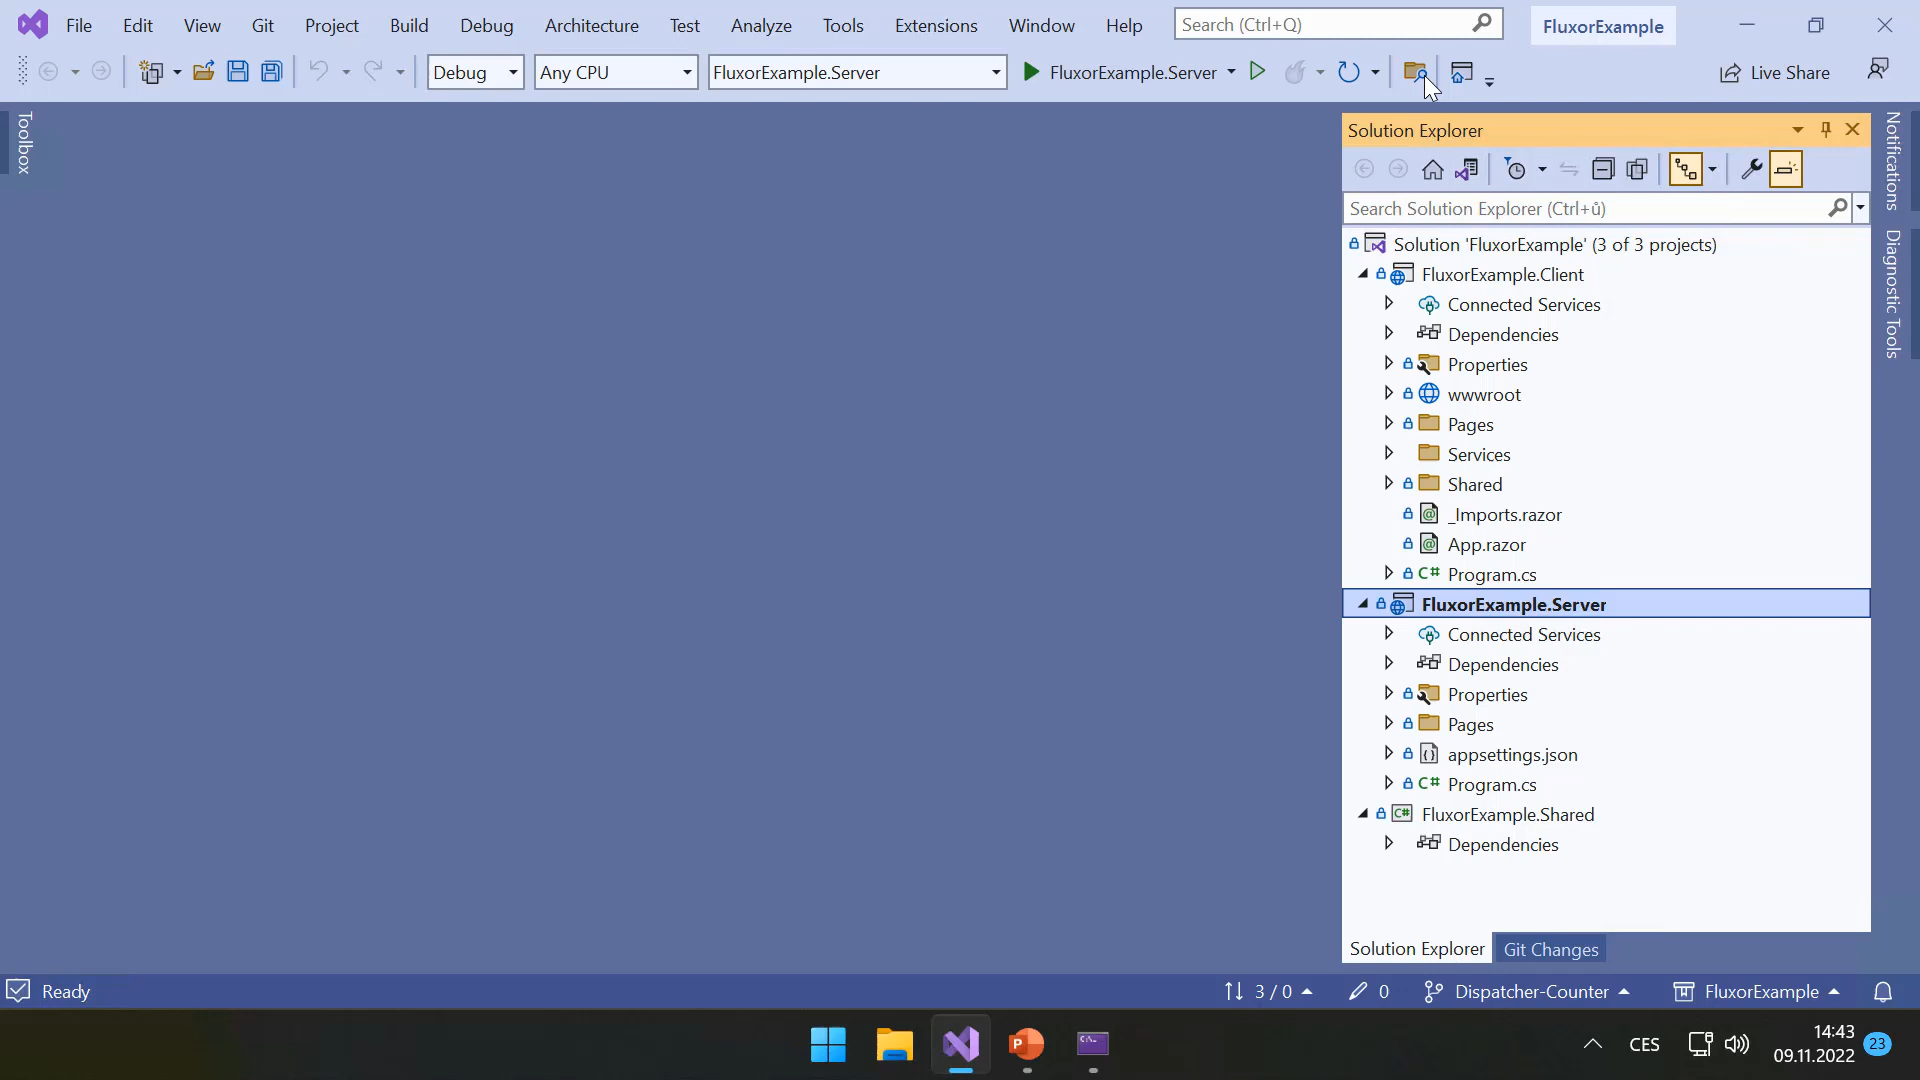 File Edit View Git Project Build Debug Architecture Test Analyze Tools Extensions Window Help Search (Ctrl+Q) FluxorExample
Debug Any CPU FluxorExample.Server FluxorExample.Server Live Share
Toolbox
Solution Explorer
Search Solution Explorer (Ctrl+ů)
Solution 'FluxorExample' (3 of 3 projects)
FluxorExample.Client
Connected Services
Dependencies
Properties
wwwroot
Pages
Services
Shared
_Imports.razor
App.razor
C# Program.cs
FluxorExample.Server
Connected Services
Dependencies
Properties
Pages
appsettings.json
C# Program.cs
C# FluxorExample.Shared
Dependencies
Solution Explorer Git Changes
Notifications
Diagnostic Tools
Ready 3 / 0 0 Dispatcher-Counter FluxorExample
P C:\_ CES 14:43 23
09.11.2022